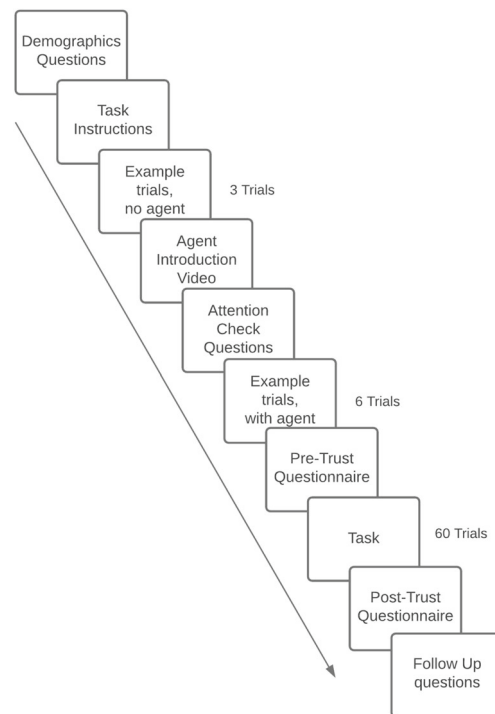 Demographics
Questions
Task
Instructions
Example
trials,
no agent
3 Trials
Agent
Introduction
Video
Attention
Check
Questions
Example
trials,
with agent
6 Trials
Pre-Trust
Questionnaire
Task
60 Trials
Post-Trust
Questionnaire
Follow Up
questions